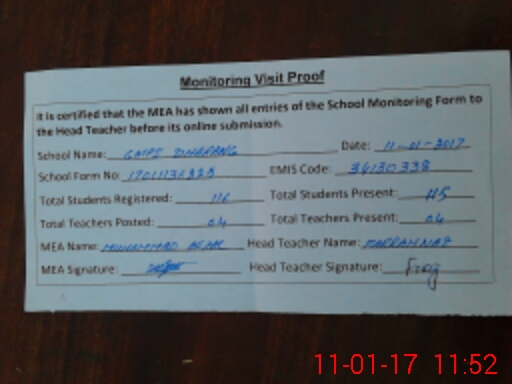 Monitoring Visit Proof
It is certified that the MEA has shown all entries of the School Monitoring Form to
the Head Teacher before its online submission.
School Name: GMPS Date: 11-01-2017
School Form No: EMIS Code: 36130338
Total Students Registered: 116 Total Students Present: 115
Total Teachers Posted: 04 Total Teachers Present: 04
MEA Name: MUHAMMAD Head Teacher Name:
MEA Signature: Head Teacher Signature:
11-01-17 11:52